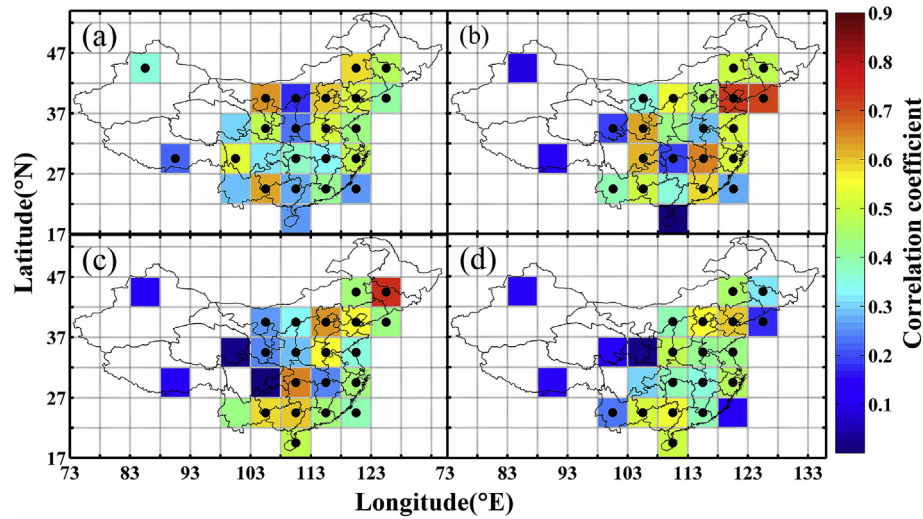 (a)
(b)
(c)
(d)
47
37
27
17
47
37
27
17
73 83 93 103 113 123 73 83 93 103 113 123 135
Latitude(°N)
Longitude(°E)
0.9
0.8
0.7
0.6
0.5
0.4
0.3
0.2
0.1
Correlation coefficient